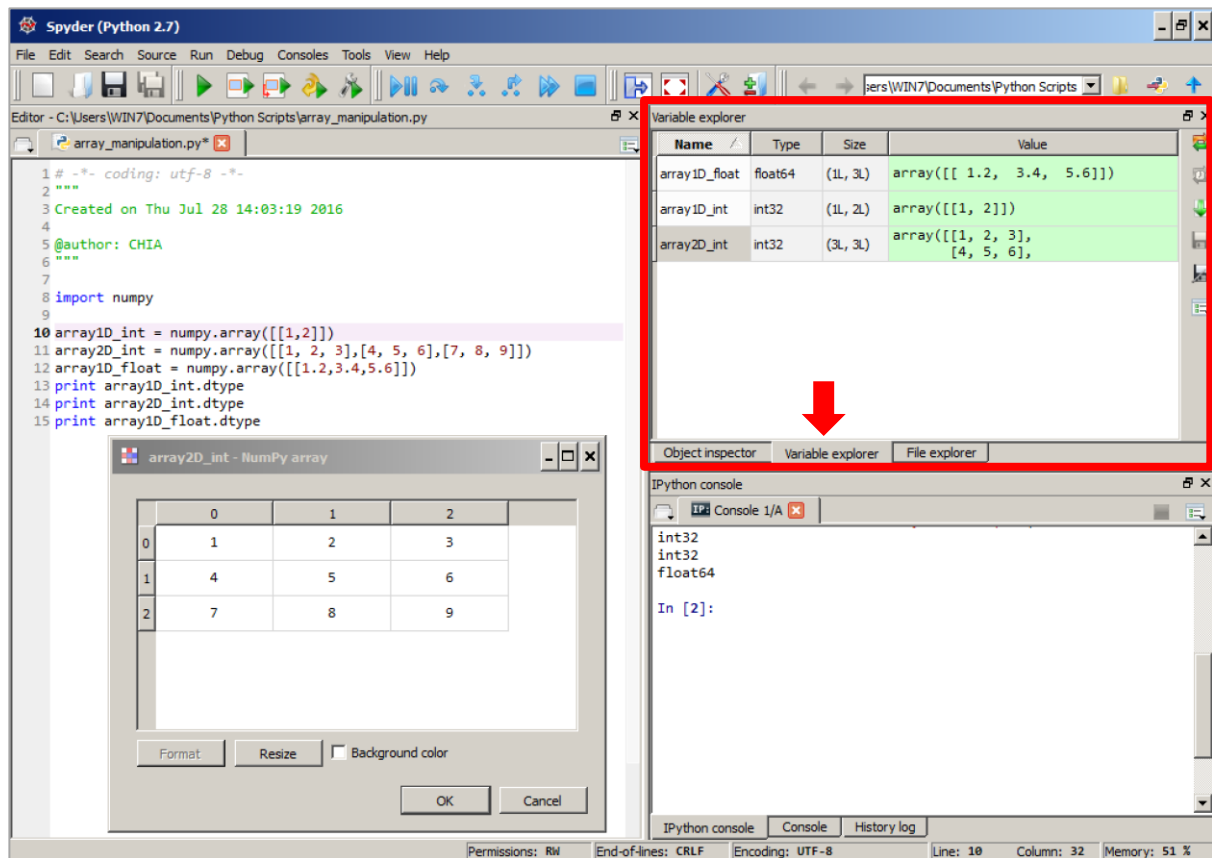 Spyder (Python 2.7)
File Edit Search Source Run Debug Consoles Tools View Help
sers\WIN7\Documents\Python Scripts
Editor - C:\Users\WIN7\Documents\Python Scripts\array_manipulation.py
array_manipulation.py*
1 # -*- coding: utf-8 -*-
2 """
3 Created on Thu Jul 28 14:03:19 2016
4
5 @author: CHIA
6 """
7
8 import numpy
9
10 array1D_int = numpy.array([[1,2]])
11 array2D_int = numpy.array([[1, 2, 3],[4, 5, 6],[7, 8, 9]])
12 array1D_float = numpy.array([[1.2,3.4,5.6]])
13 print array1D_int.dtype
14 print array2D_int.dtype
15 print array1D_float.dtype
array2D_int - NumPy array
0 1 2
0 1 2 3
1 4 5 6
2 7 8 9
Format Resize Background color
OK Cancel
Variable explorer
Name Type Size Value
array1D_float float64 (1L, 3L) array([[ 1.2, 3.4, 5.6]])
array1D_int int32 (1L, 2L) array([[1, 2]])
array2D_int int32 (3L, 3L) array([[1, 2, 3],
[4, 5, 6],
Object inspector Variable explorer File explorer
IPython console
IP: Console 1/A
int32
int32
float64
In [2]:
IPython console Console History log
Permissions: RW End-of-lines: CRLF Encoding: UTF-8 Line: 10 Column: 32 Memory: 51 %